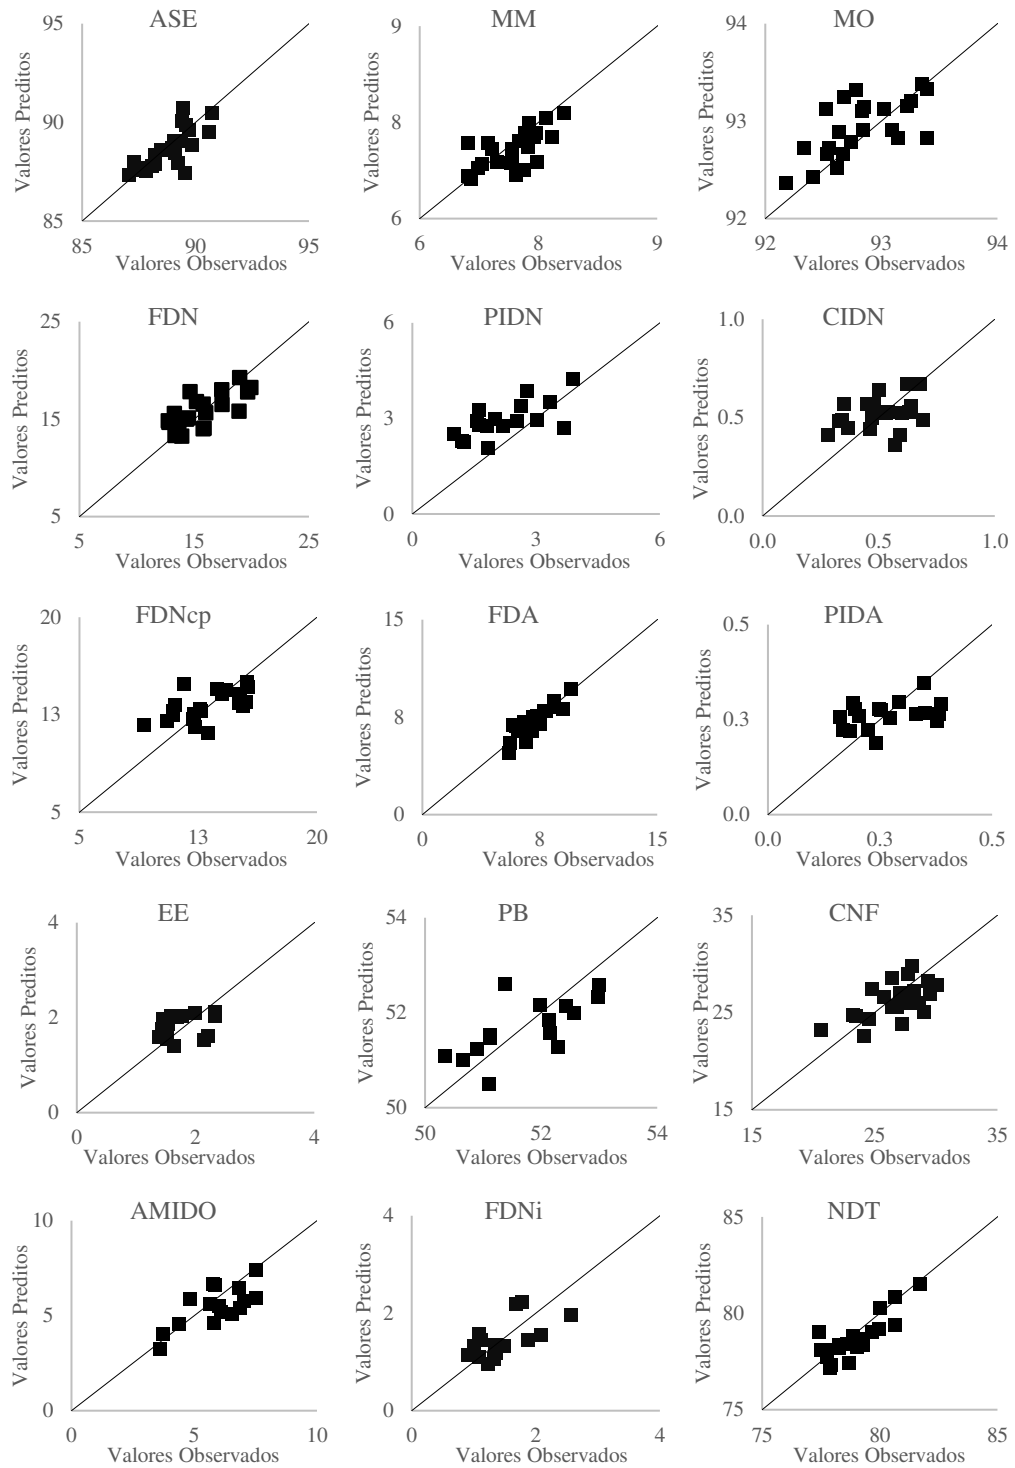 ASE
95
90
85
Valores Preditos
85
90
95
Valores Observados
MM
9
8
6
Valores Preditos
6
8
9
Valores Observados
MO
94
93
92
Valores Preditos
92
93
94
Valores Observados
FDN
25
15
5
Valores Preditos
5
15
25
Valores Observados
PIDN
6
3
0
Valores Preditos
0
3
6
Valores Observados
CIDN
1.0
0.5
0.0
Valores Preditos
0.0
0.5
1.0
Valores Observados
FDNcp
20
13
5
Valores Preditos
5
13
20
Valores Observados
FDA
15
8
0
Valores Preditos
0
8
15
Valores Observados
PIDA
0.5
0.3
0.0
Valores Preditos
0.0
0.3
0.5
Valores Observados
EE
4
2
0
Valores Preditos
0
2
4
Valores Observados
PB
54
52
50
Valores Preditos
50
52
54
Valores Observados
CNF
35
25
15
Valores Preditos
15
25
35
Valores Observados
AMIDO
10
5
0
Valores Preditos
0
5
10
Valores Observados
FDNi
4
2
0
Valores Preditos
0
2
4
Valores Observados
NDT
85
80
75
Valores Preditos
75
80
85
Valores Observados